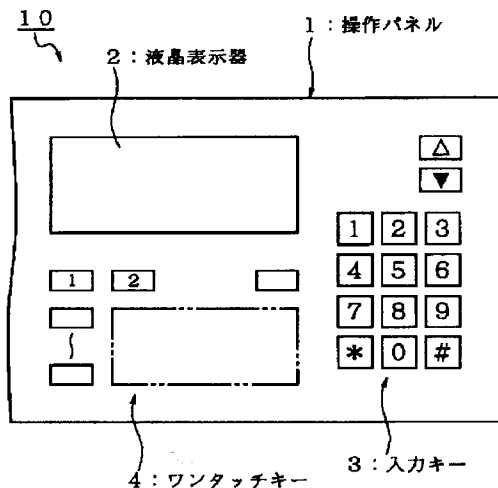 10
1：操作パネル
2：液晶表示器
△
▼
1 2 3
4 5 6
7 8 9
* 0 #
1 2
4：ワンタッチキー
3：入力キー